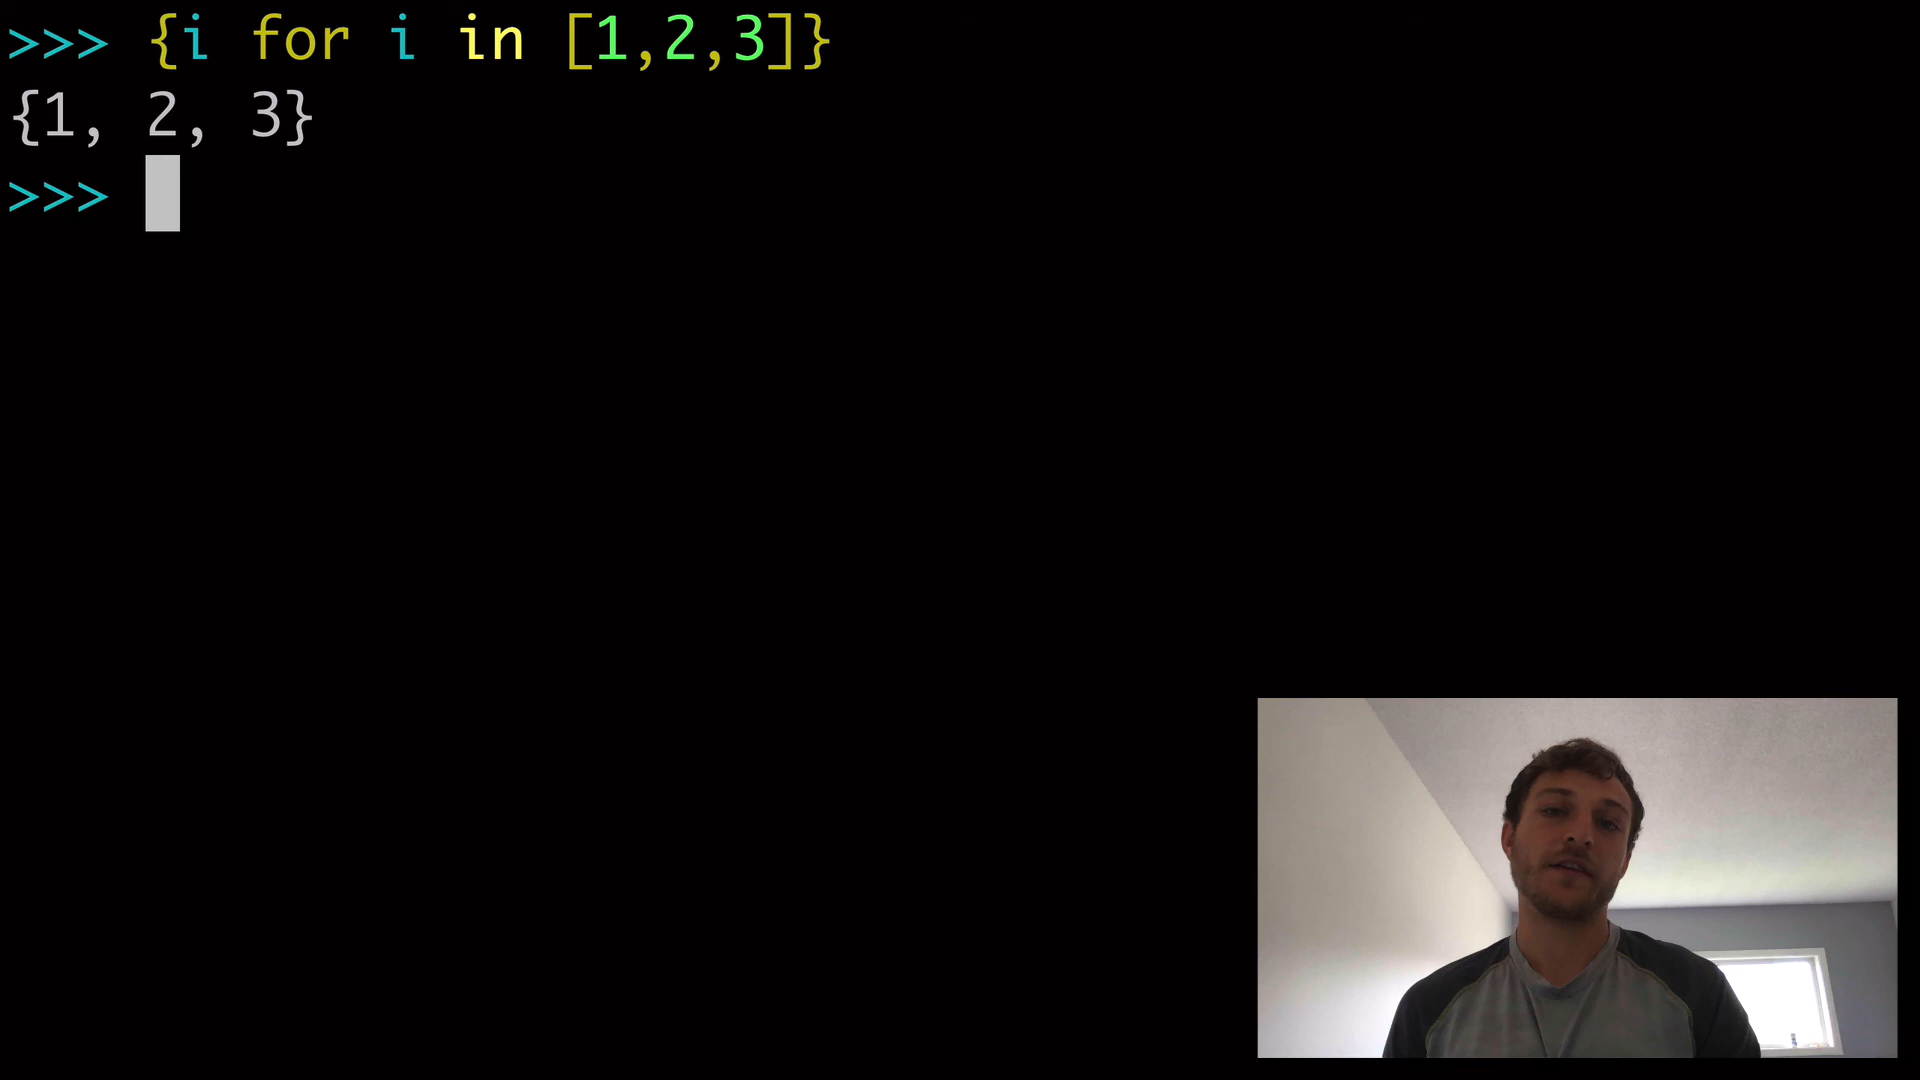 >>> {i for i in [1,2,3]}
{1, 2, 3}
>>>